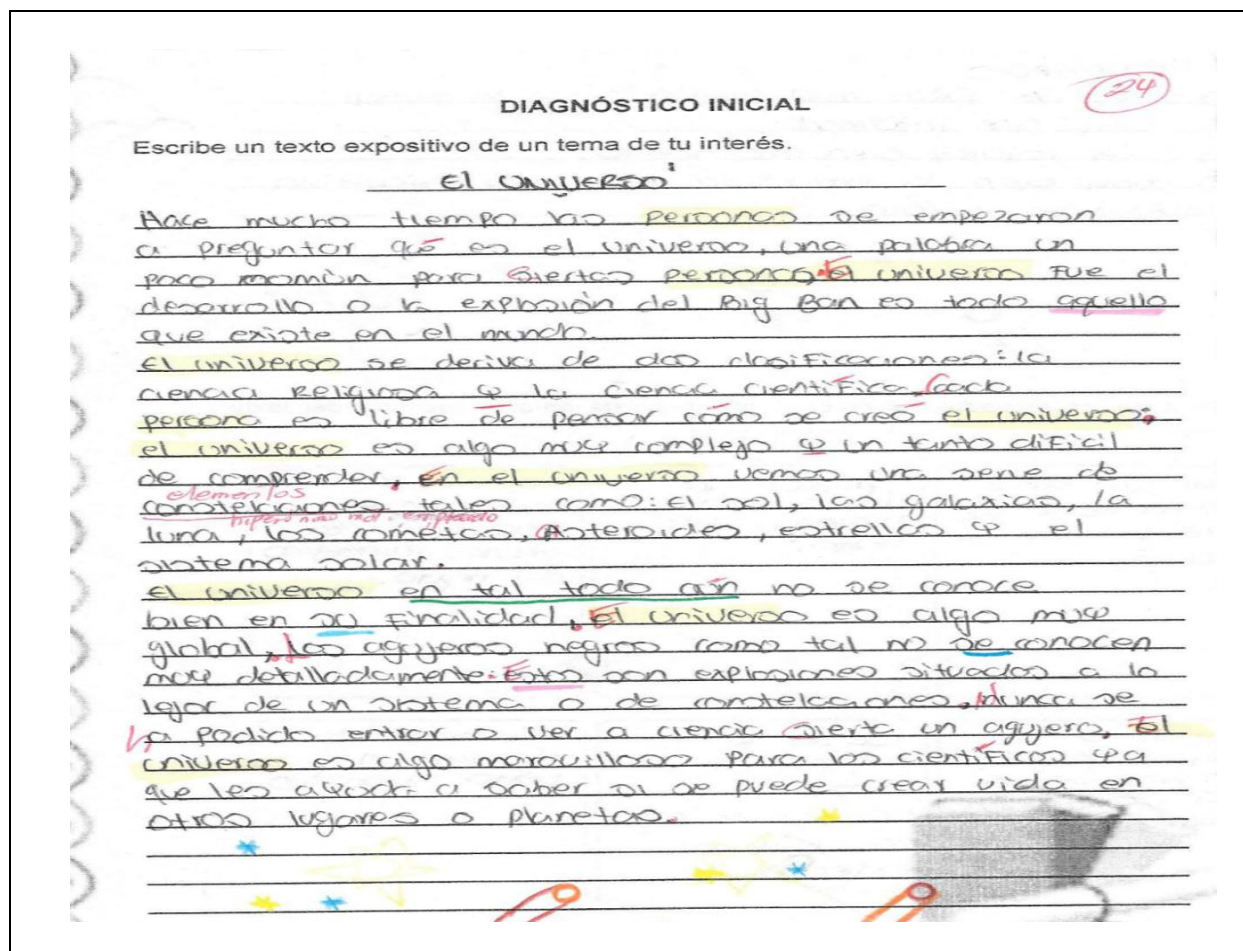 24
DIAGNÓSTICO INICIAL
Escribe un texto expositivo de un tema de tu interés.
El UNIVERSO
Hace mucho tiempo las personas se empezaron
a preguntar qué es el universo, una palabra un
poco momún para siertas personas. El universo fue el
desarrollo o la explosión del Big Ban es todo aquello
que existe en el mundo.
El universo se deriva de dos clasificaciones: la
ciencia Religiosa y la ciencia científica. Cada
persona es libre de pensar cómo se creó el universo;
el universo es algo muy complejo y un tanto difícil
de comprender. En el universo vemos una serie de
elementos
constelaciones tales como: El sol, las galaxias, la
hiperónimo mal empleado
luna, los cometas, Asteroides, estrellas y el
sistema solar.
El universo en tal todo aún no se conoce
bien en su Finalidad. El universo es algo muy
global, Los agujeros negros como tal no se conocen
muy detalladamente. Estos son explosiones situados a lo
lejos de un sistema o de constelaciones. Nunca se
ha podido entrar o ver a ciencia sierta un agujero, El
universo es algo maravilloso para los científicos ya
que les ayuda a saber si se puede crear vida en
otros lugares o planetas.